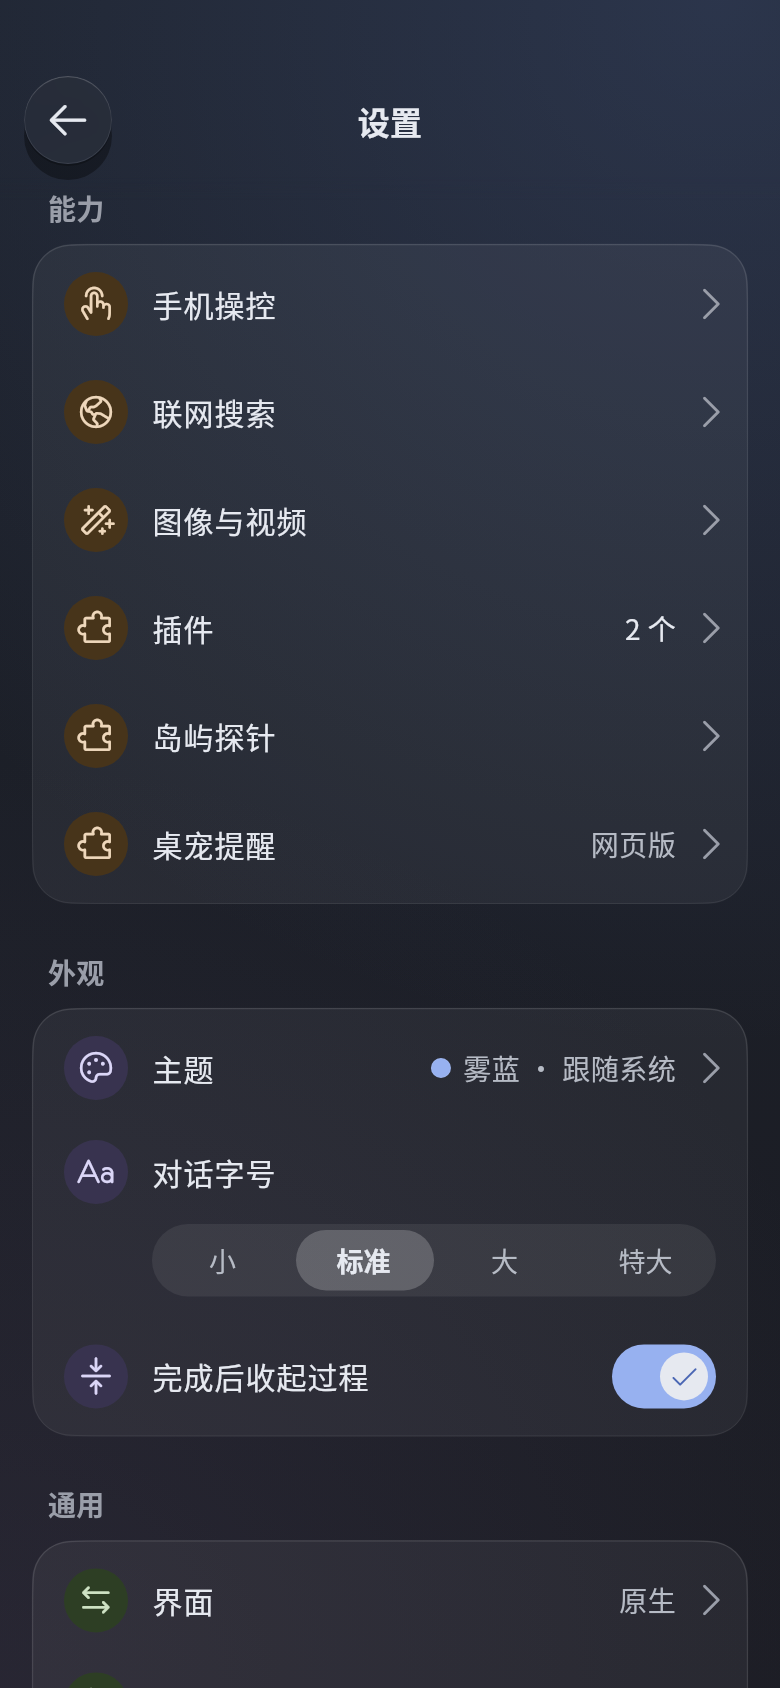 设置
能力
手机操控
联网搜索
图像与视频
插件 2 个
岛屿探针
桌宠提醒 网页版
外观
主题 雾蓝 · 跟随系统
Aa 对话字号
小 标准 大 特大
完成后收起过程
通用
界面 原生